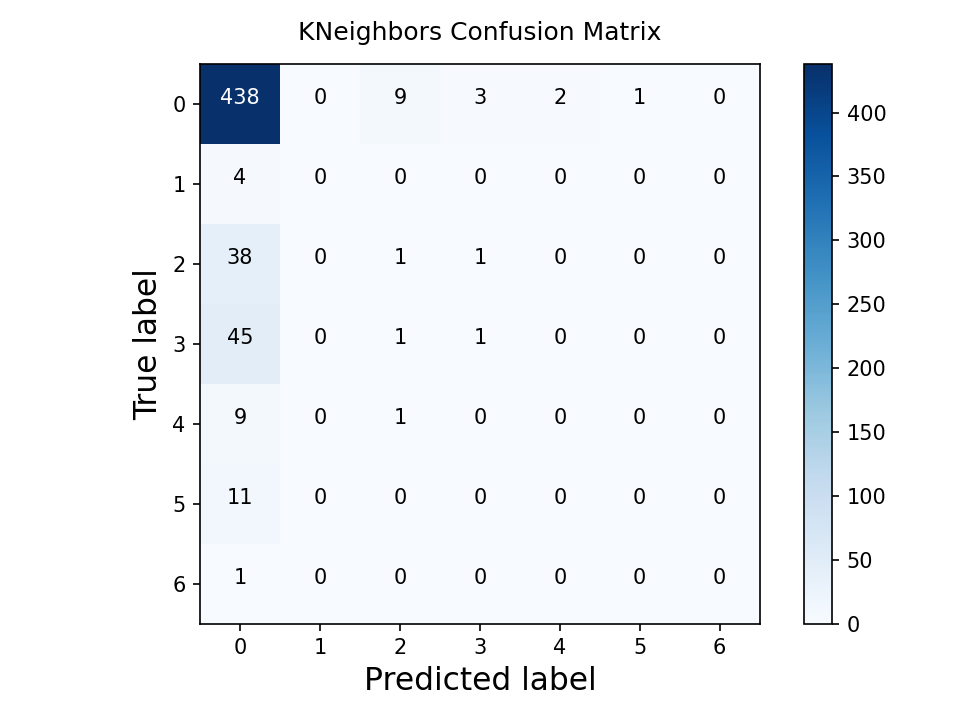 KNeighbors Confusion Matrix
0 438 0 9 3 2 1 0
1 4 0 0 0 0 0 0
2 38 0 1 1 0 0 0
3 45 0 1 1 0 0 0
4 9 0 1 0 0 0 0
5 11 0 0 0 0 0 0
6 1 0 0 0 0 0 0
0 1 2 3 4 5 6
Predicted label
True label
400
350
300
250
200
150
100
50
0